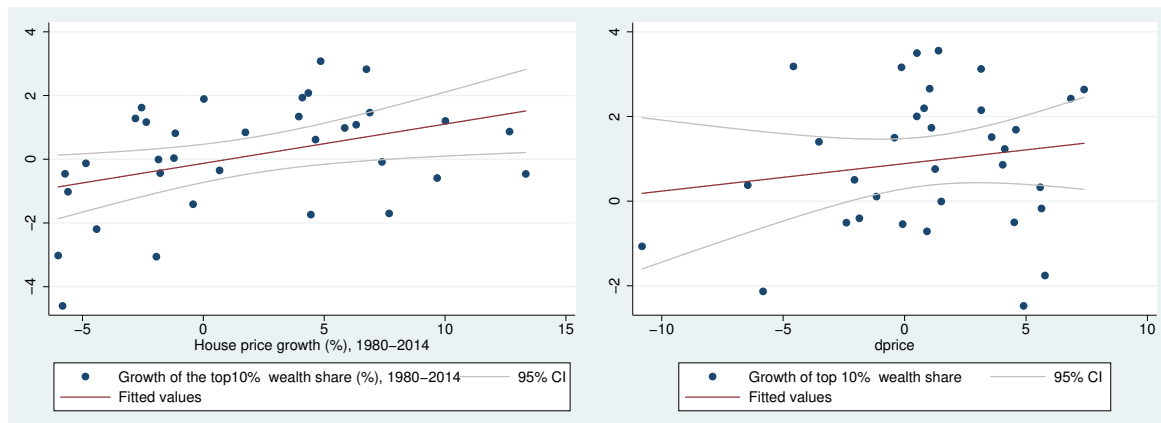 4
2
0
−2
−4
−5 0 5 10 15
House price growth (%), 1980−2014
Growth of the top10% wealth share (%), 1980−2014 95% CI
Fitted values
4
2
0
−2
−10 −5 0 5 10
dprice
Growth of top 10% wealth share 95% CI
Fitted values